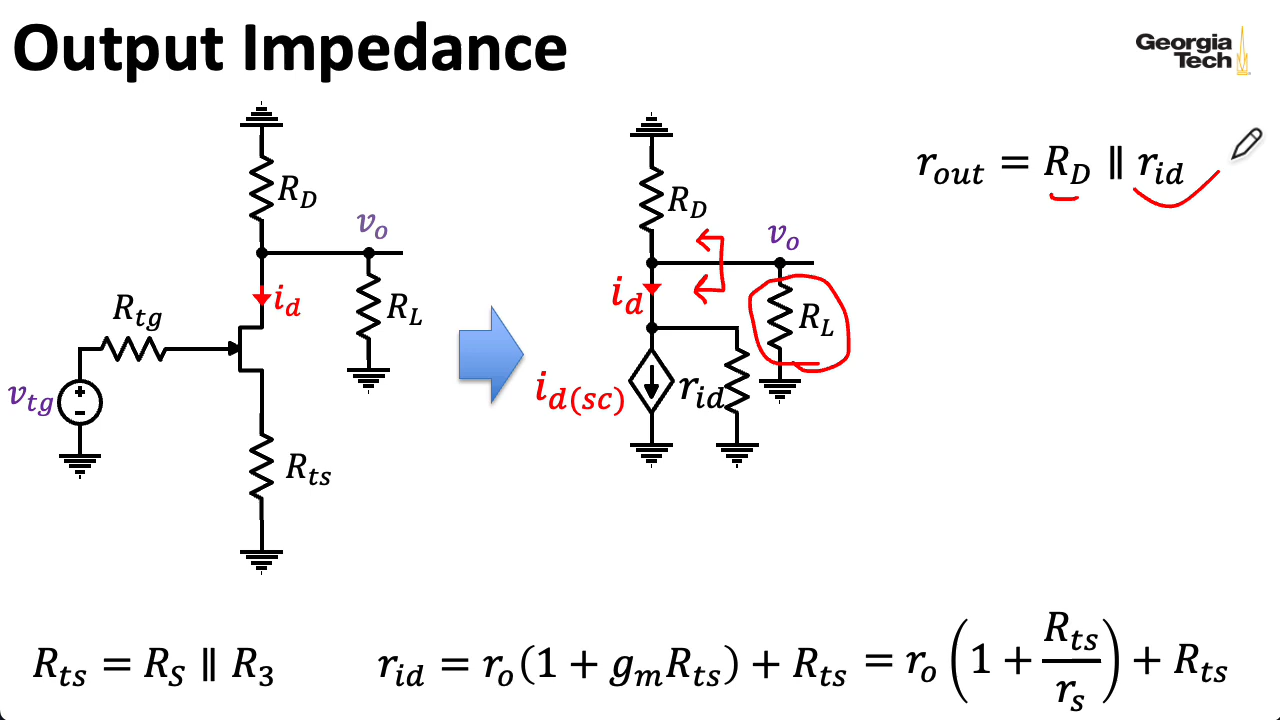 Output Impedance
Georgia
Tech
R_D
v_o
i_d
R_tg
R_L
v_tg
+
−
R_ts
R_D
v_o
i_d
R_L
i_d(sc)
r_id
r_out = R_D ∥ r_id
R_ts = R_S ∥ R_3
r_id = r_o(1 + g_m R_ts) + R_ts = r_o(1 + R_ts/r_s) + R_ts